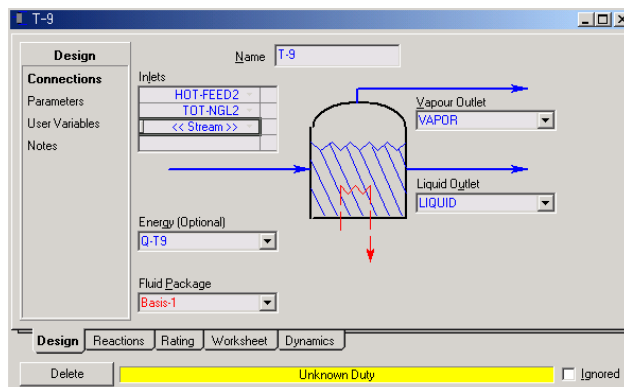 T-9
Design
Connections
Parameters
User Variables
Notes
Name T-9
Inlets
HOT-FEED2
TOT-NGL2
<< Stream >>
Vapour Outlet
VAPOR
Liquid Outlet
LIQUID
Energy (Optional)
Q-T9
Fluid Package
Basis-1
Design Reactions Rating Worksheet Dynamics
Delete Unknown Duty Ignored